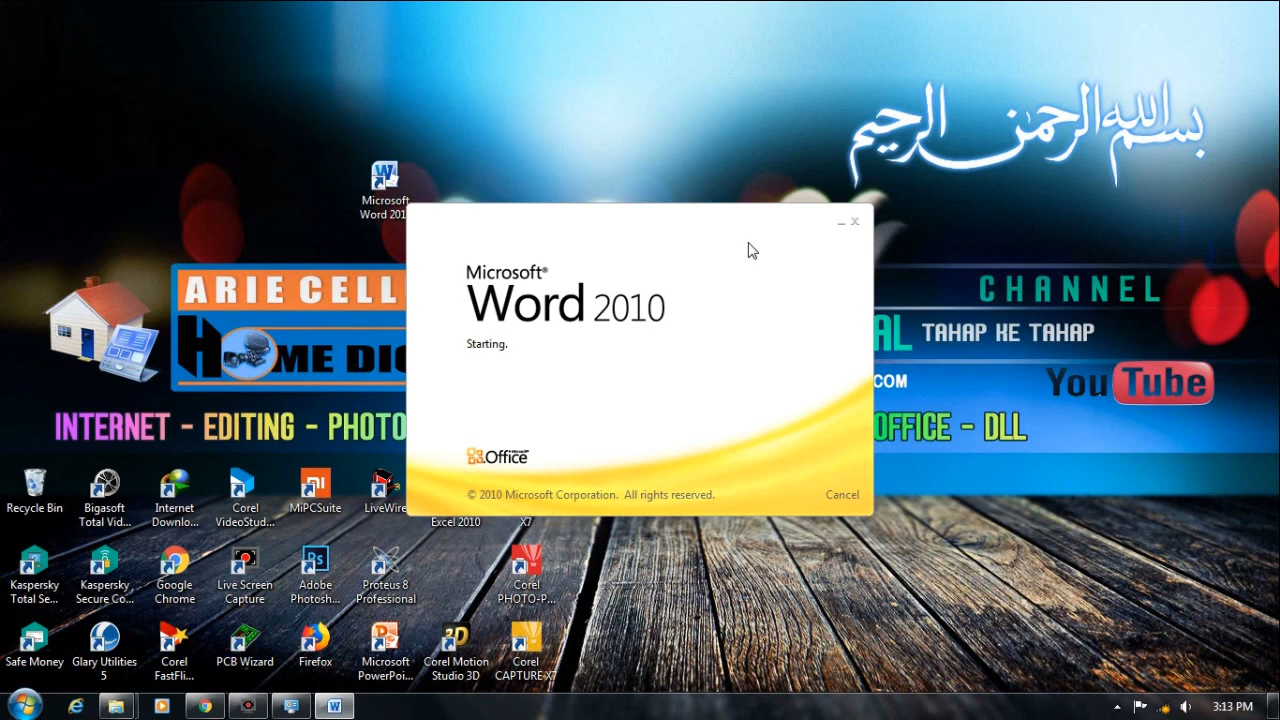 بسم الله الرحمن الرحيم
Microsoft
Word 201
ARIE CELL
CHANNEL
HOME DIG
AL TAHAP KE TAHAP
COM
YouTube
INTERNET - EDITING - PHOTO
OFFICE - DLL
Microsoft®
Word 2010
Starting.
Office
© 2010 Microsoft Corporation. All rights reserved.
Cancel
Recycle Bin
Bigasoft
Total Vid...
Internet
Downlo...
Corel
VideoStud...
MiPCSuite
LiveWire
Excel 2010
X7
Kaspersky
Total Se...
Kaspersky
Secure Co...
Google
Chrome
Live Screen
Capture
Adobe
Photosh...
Proteus 8
Professional
Corel
PHOTO-P...
Safe Money
Glary Utilities
5
Corel
FastFli...
PCB Wizard
Firefox
Microsoft
PowerPoi...
Corel Motion
Studio 3D
Corel
CAPTURE X7
3:13 PM